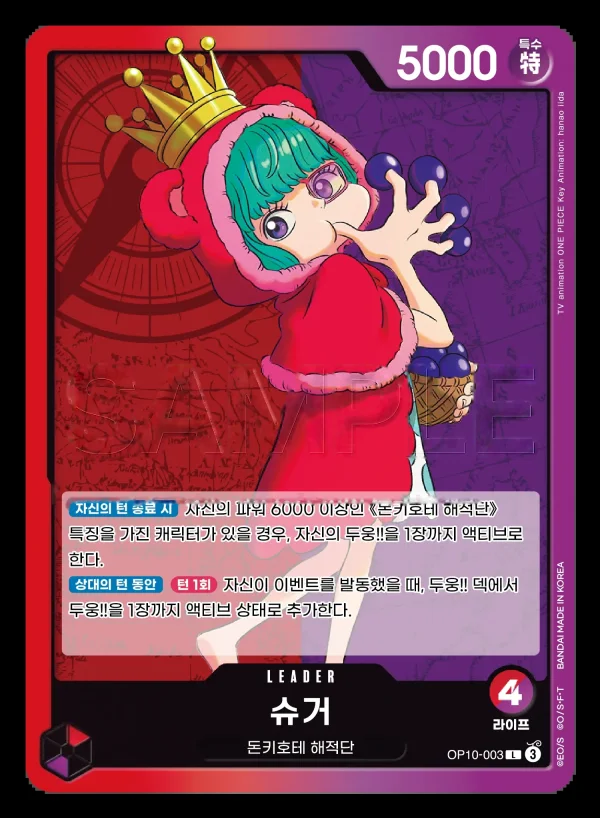 특수
5000 特
TV animation ONE PIECE Key Animation: hanao iida
SAMPLE
자신의 턴 종료 시 자신의 파워 6000 이상인 《돈키호테 해적단》
특징을 가진 캐릭터가 있을 경우, 자신의 두웅!!을 1장까지 액티브로
한다.
상대의 턴 동안 턴 1회 자신이 이벤트를 발동했을 때, 두웅!! 덱에서
두웅!!을 1장까지 액티브 상태로 추가한다.
LEADER
슈거
돈키호테 해적단
4
라이프
OP10-003 L 3
©EO/S ©O/S·F·T BANDAI MADE IN KOREA